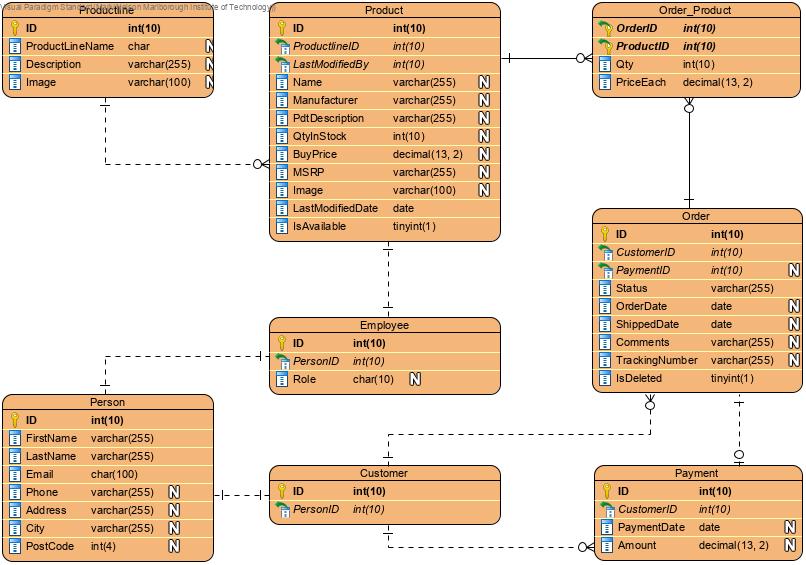 Visual Paradigm Standard (Mark Nelson Marlborough Institute of Technology)
Productline
ID int(10)
ProductLineName char N
Description varchar(255) N
Image varchar(100) N
Product
ID int(10)
ProductlineID int(10)
LastModifiedBy int(10)
Name varchar(255) N
Manufacturer varchar(255) N
PdtDescription varchar(255) N
QtyInStock int(10) N
BuyPrice decimal(13, 2) N
MSRP varchar(255) N
Image varchar(100) N
LastModifiedDate date
IsAvailable tinyint(1)
Order_Product
OrderID int(10)
ProductID int(10)
Qty int(10)
PriceEach decimal(13, 2)
Order
ID int(10)
CustomerID int(10)
PaymentID int(10) N
Status varchar(255)
OrderDate date N
ShippedDate date N
Comments varchar(255) N
TrackingNumber varchar(255) N
IsDeleted tinyint(1)
Employee
ID int(10)
PersonID int(10)
Role char(10) N
Person
ID int(10)
FirstName varchar(255)
LastName varchar(255)
Email char(100)
Phone varchar(255) N
Address varchar(255) N
City varchar(255) N
PostCode int(4) N
Customer
ID int(10)
PersonID int(10)
Payment
ID int(10)
CustomerID int(10)
PaymentDate date N
Amount decimal(13, 2) N